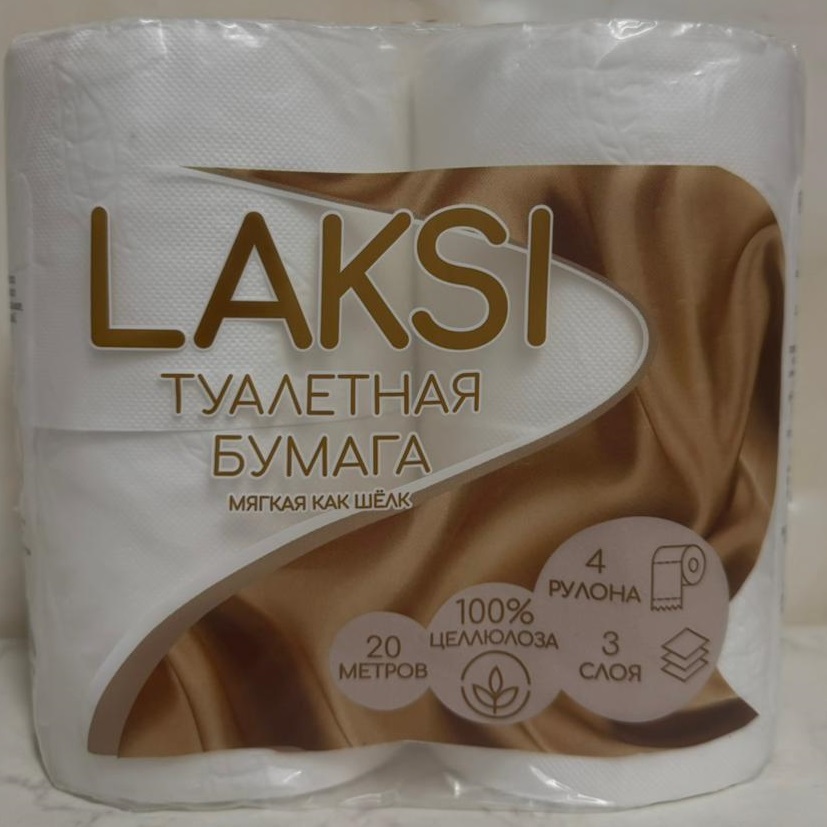 LAKSI
ТУАЛЕТНАЯ
БУМАГА
МЯГКАЯ КАК ШЁЛК
4
РУЛОНА
100%
ЦЕЛЛЮЛОЗА
20
МЕТРОВ
3
СЛОЯ